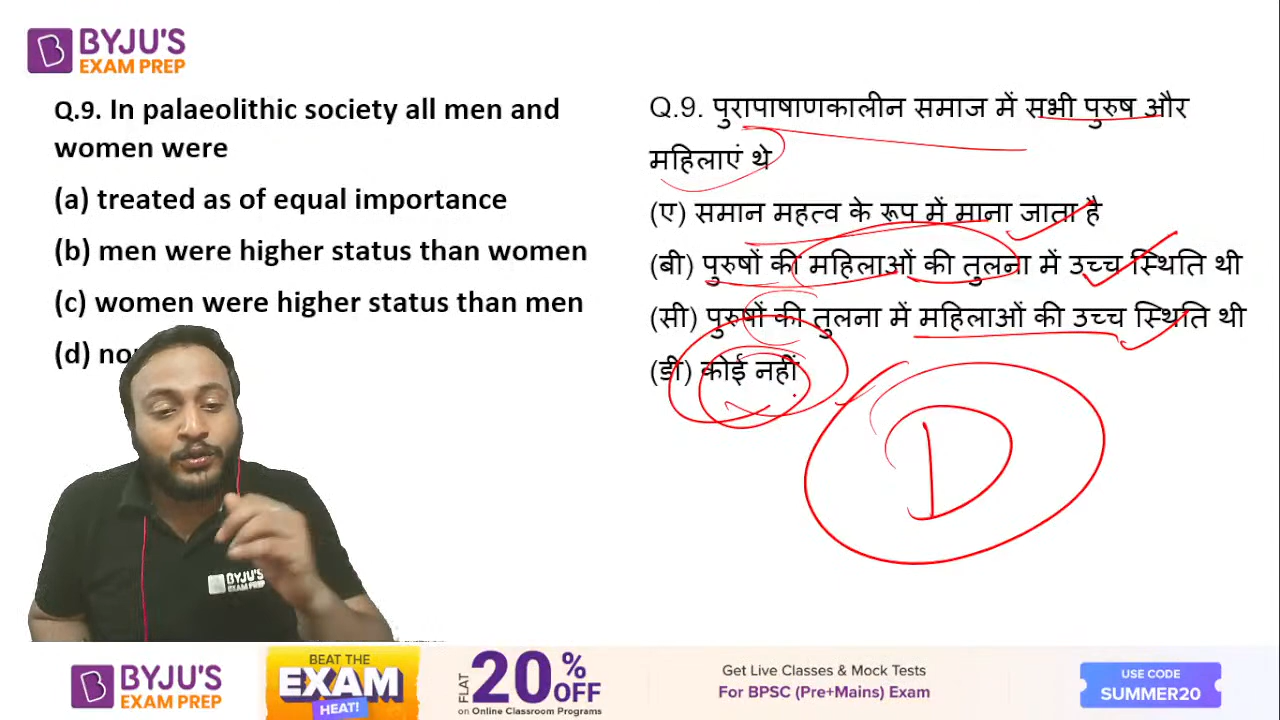 BYJU'S
EXAM PREP
Q.9. In palaeolithic society all men and
women were
(a) treated as of equal importance
(b) men were higher status than women
(c) women were higher status than men
(d)
Q.9. पुरापाषाणकालीन समाज में सभी पुरुष और
महिलाएं थे
(ए) समान महत्व के रूप में माना जाता है
(बी) पुरुषों की महिलाओं की तुलना में उच्च स्थिति थी
(सी) पुरुषों की तुलना में महिलाओं की उच्च स्थिति थी
(डी) कोई नहीं
D
BYJU'S
EXAM PREP
BYJU'S
EXAM PREP
BEAT THE
EXAM
HEAT!
FLAT
20% OFF
on Online Classroom Programs
Get Live Classes & Mock Tests
For BPSC (Pre+Mains) Exam
USE CODE
SUMMER20